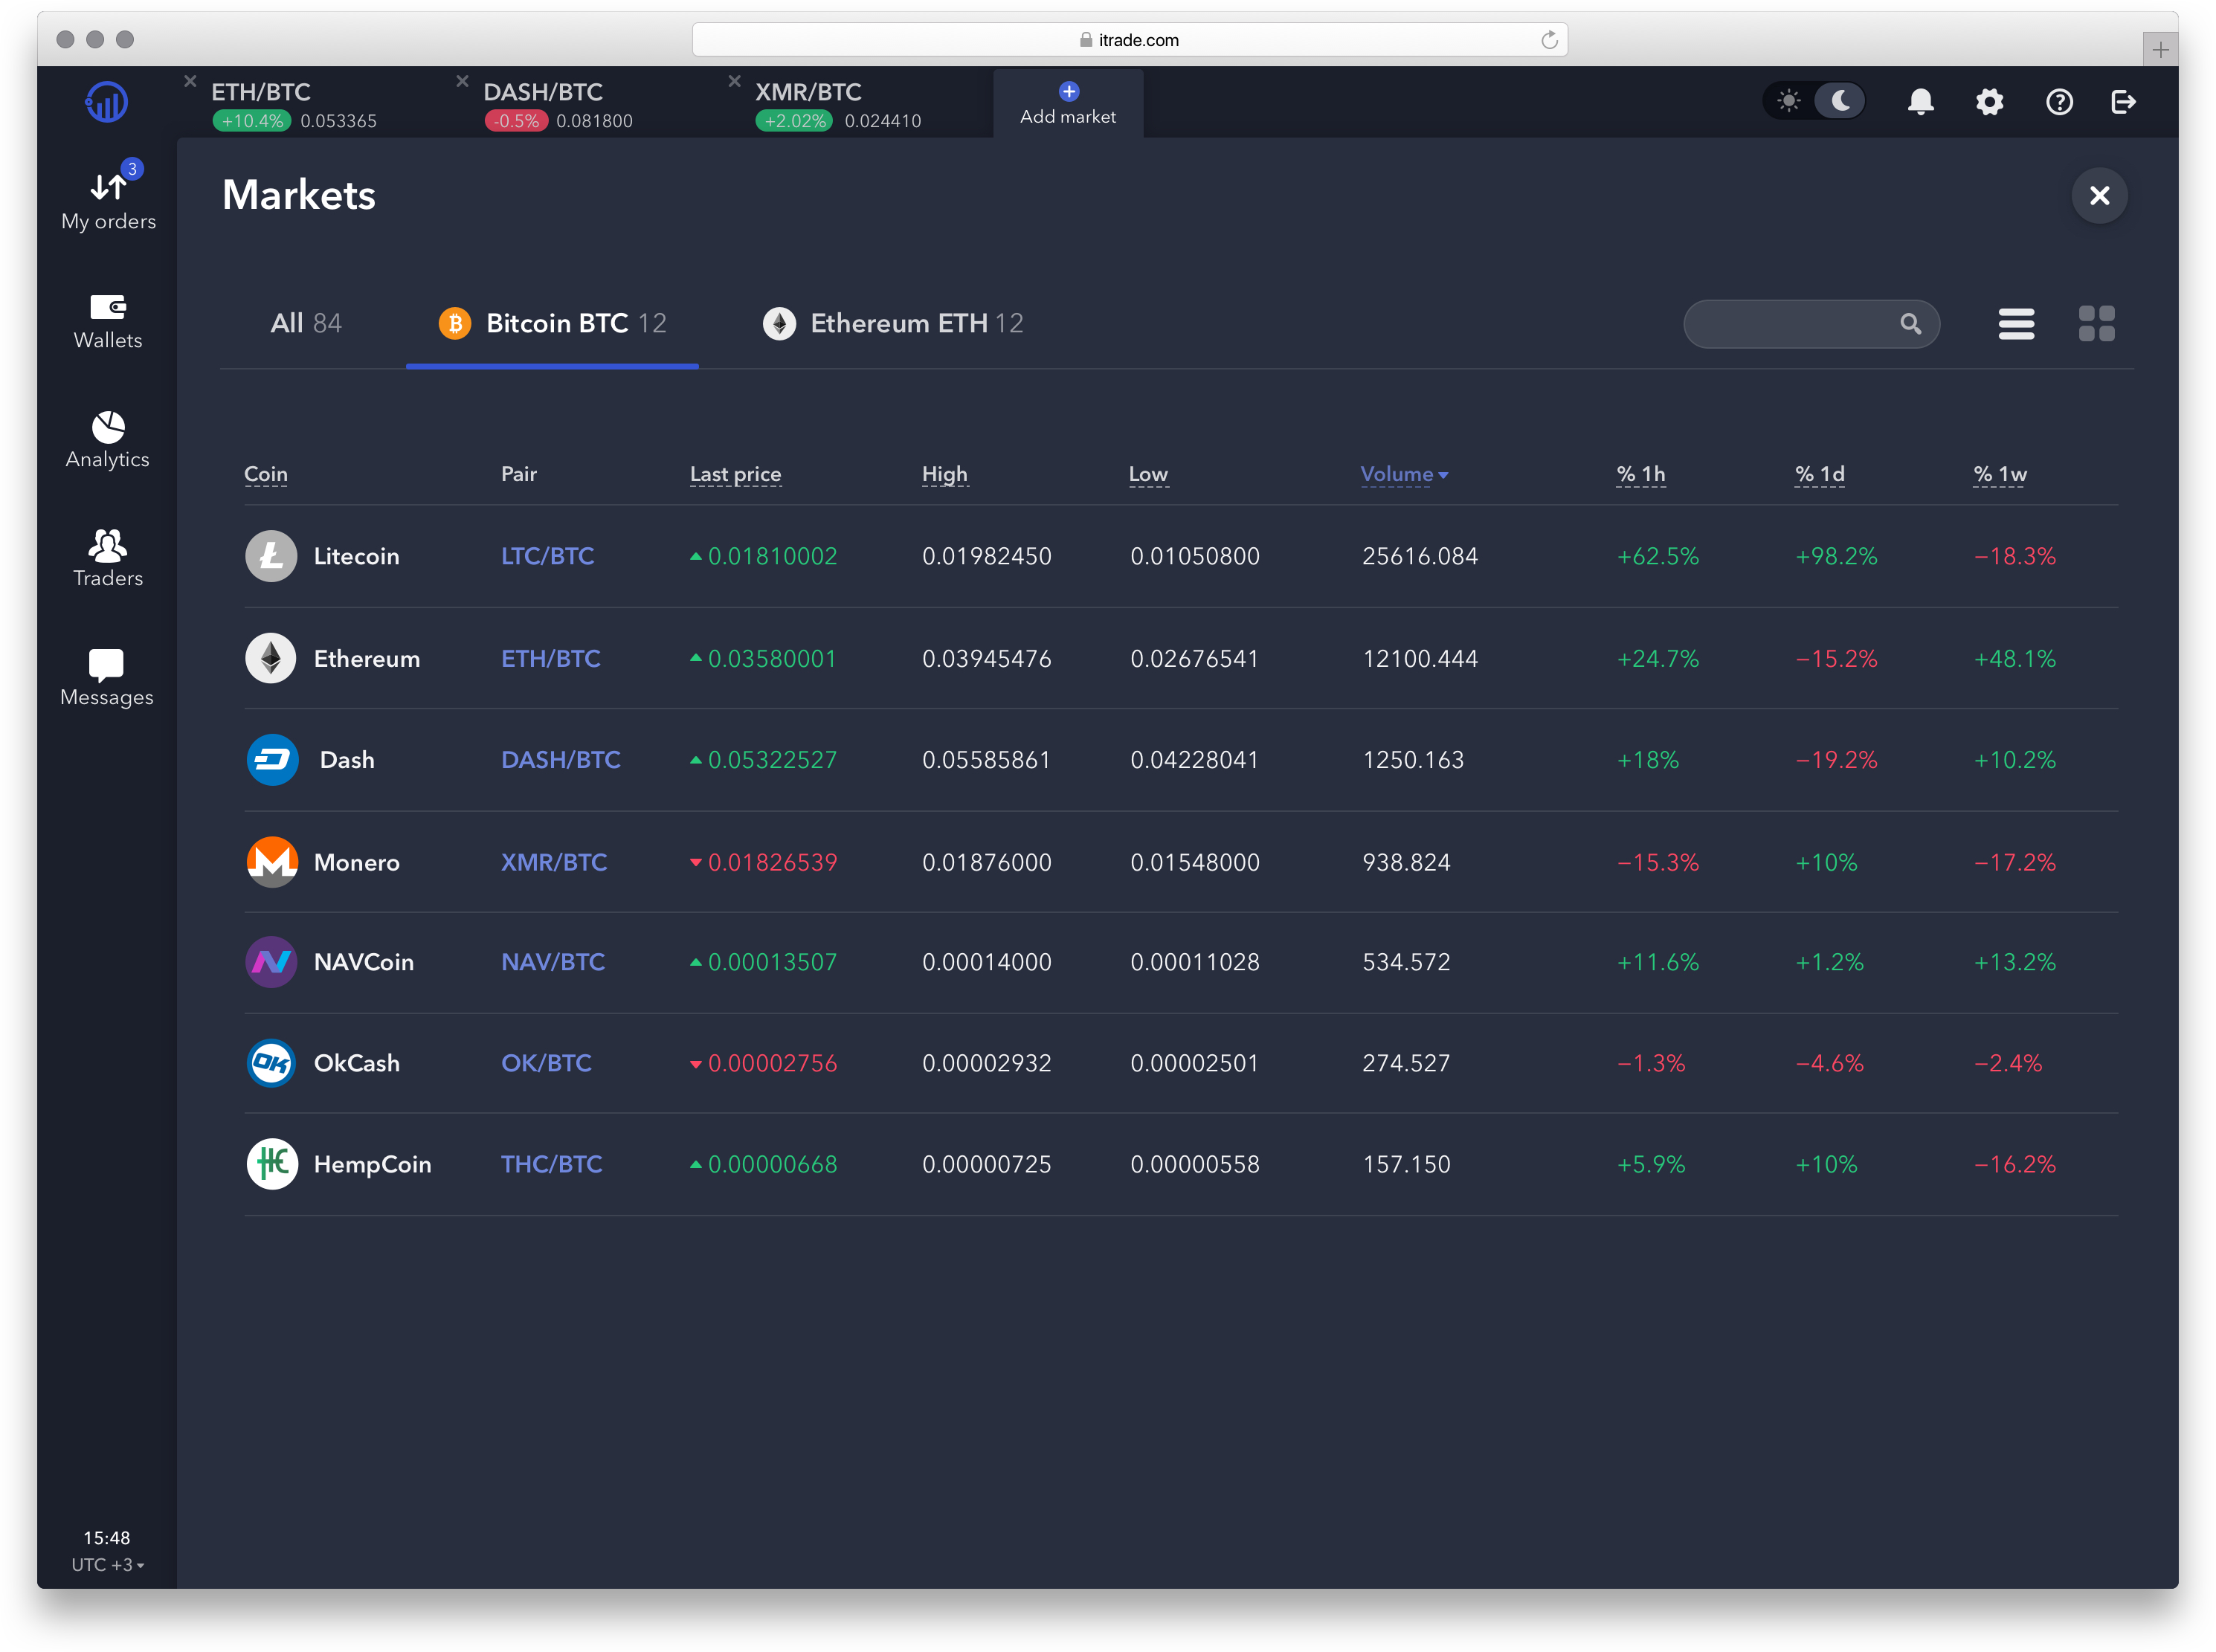 itrade.com
ETH/BTC
+10.4% 0.053365
DASH/BTC
-0.5% 0.081800
XMR/BTC
+2.02% 0.024410
Add market
3
My orders
Wallets
Analytics
Traders
Messages
15:48
UTC +3
Markets
All 84
Bitcoin BTC 12
Ethereum ETH 12
Coin Pair Last price High Low Volume % 1h % 1d % 1w
Litecoin LTC/BTC 0.01810002 0.01982450 0.01050800 25616.084 +62.5% +98.2% −18.3%
Ethereum ETH/BTC 0.03580001 0.03945476 0.02676541 12100.444 +24.7% −15.2% +48.1%
Dash DASH/BTC 0.05322527 0.05585861 0.04228041 1250.163 +18% −19.2% +10.2%
Monero XMR/BTC 0.01826539 0.01876000 0.01548000 938.824 −15.3% +10% −17.2%
NAVCoin NAV/BTC 0.00013507 0.00014000 0.00011028 534.572 +11.6% +1.2% +13.2%
OK
OkCash OK/BTC 0.00002756 0.00002932 0.00002501 274.527 −1.3% −4.6% −2.4%
HempCoin THC/BTC 0.00000668 0.00000725 0.00000558 157.150 +5.9% +10% −16.2%